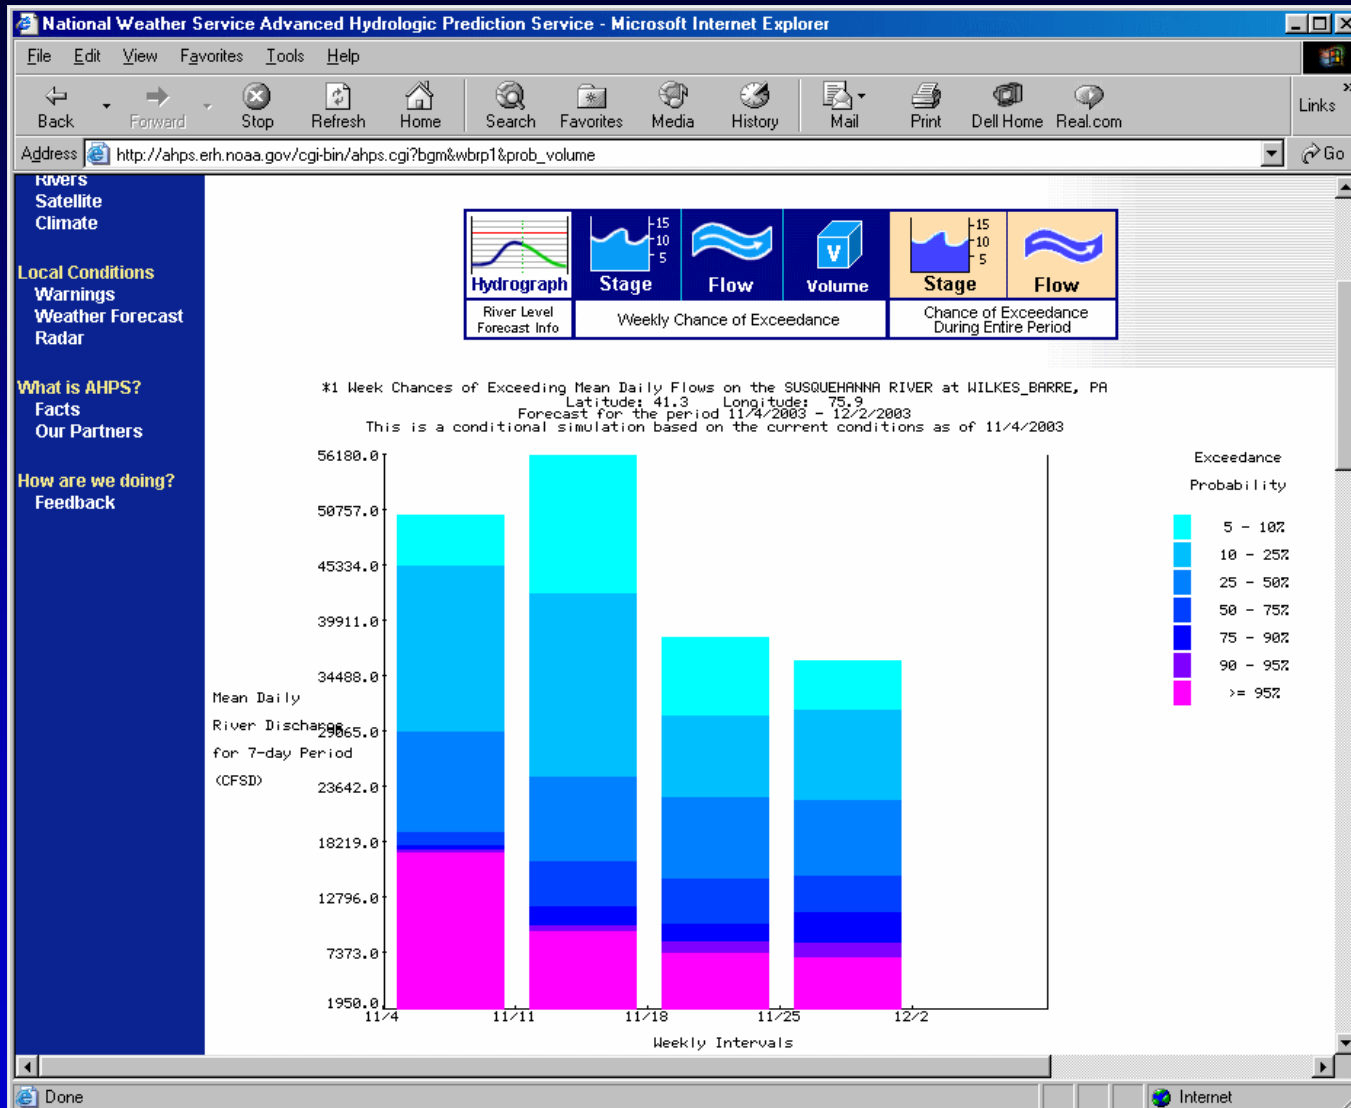 National Weather Service Advanced Hydrologic Prediction Service - Microsoft Internet Explorer
File Edit View Favorites Tools Help
Back Forward Stop Refresh Home Search Favorites Media History Mail Print Dell Home Real.com Links »
Address http://ahps.erh.noaa.gov/cgi-bin/ahps.cgi?bgm&wbrp1&prob_volume Go
Rivers
Satellite
Climate
Local Conditions
Warnings
Weather Forecast
Radar
What is AHPS?
Facts
Our Partners
How are we doing?
Feedback
15 15
10 10
5 V 5
Hydrograph Stage Flow Volume Stage Flow
River Level
Forecast Info
Weekly Chance of Exceedance
Chance of Exceedance
During Entire Period
*1 Week Chances of Exceeding Mean Daily Flows on the SUSQUEHANNA RIVER at WILKES_BARRE, PA
Latitude: 41.3 Longitude: 75.9
Forecast for the period 11/4/2003 - 12/2/2003
This is a conditional simulation based on the current conditions as of 11/4/2003
56180.0
50757.0
45334.0
39911.0
34488.0
29065.0
23642.0
18219.0
12796.0
7373.0
1950.0
Mean Daily
River Discharge
for 7-day Period
(CFSD)
11/4 11/11 11/18 11/25 12/2
Weekly Intervals
Exceedance
Probability
5 - 10%
10 - 25%
25 - 50%
50 - 75%
75 - 90%
90 - 95%
>= 95%
Done Internet